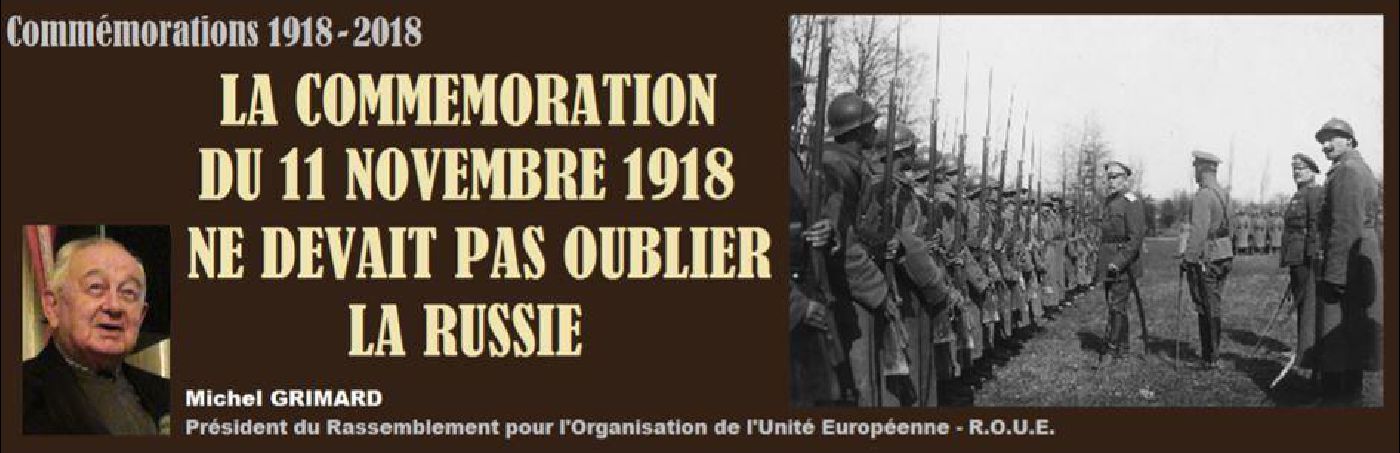 Commémorations 1918-2018
LA COMMEMORATION
DU 11 NOVEMBRE 1918
NE DEVAIT PAS OUBLIER
LA RUSSIE
Michel GRIMARD
Président du Rassemblement pour l'Organisation de l'Unité Européenne - R.O.U.E.